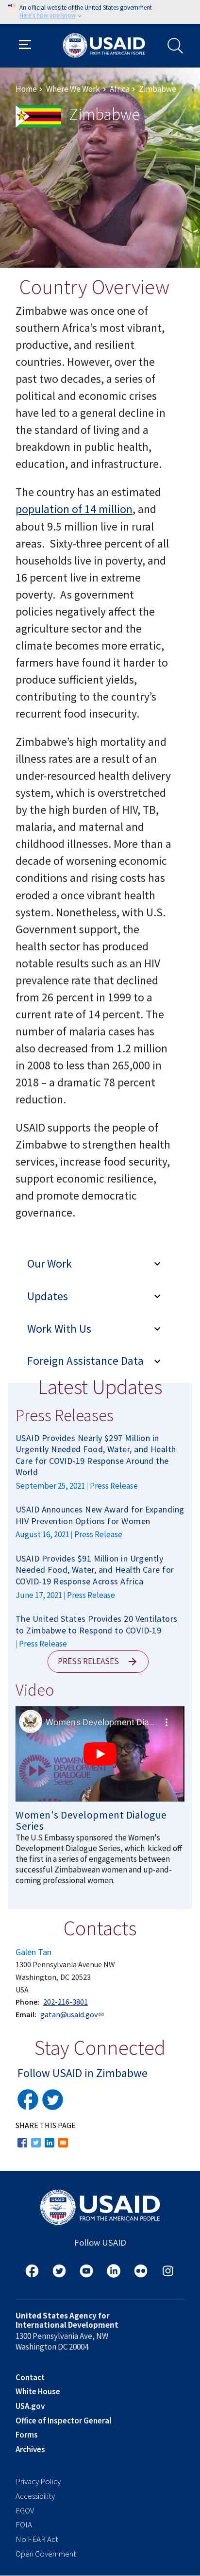 An official website of the United States government
Here's how you know
USAID
FROM THE AMERICAN PEOPLE
Home › Where We Work › Africa › Zimbabwe
Zimbabwe
Country Overview
Zimbabwe was once one of
southern Africa's most vibrant,
productive, and resilient
countries. However, over the
past two decades, a series of
political and economic crises
have led to a general decline in
the standard of living and a
breakdown in public health,
education, and infrastructure.
The country has an estimated
population of 14 million, and
about 9.5 million live in rural
areas.  Sixty-three percent of all
households live in poverty, and
16 percent live in extreme
poverty.  As government
policies negatively affect the
agriculture sector and the
climate becomes more erratic,
farmers have found it harder to
produce sufficient yields,
contributing to the country's
recurrent food insecurity.
Zimbabwe's high mortality and
illness rates are a result of an
under-resourced health delivery
system, which is overstretched
by the high burden of HIV, TB,
malaria, and maternal and
childhood illnesses. More than a
decade of worsening economic
conditions and rising costs has
eroded a once vibrant health
system. Nonetheless, with U.S.
Government support, the
health sector has produced
notable results such as an HIV
prevalence rate that declined
from 26 percent in 1999 to a
current rate of 14 percent. The
number of malaria cases has
also decreased from 1.2 million
in 2008 to less than 265,000 in
2018 – a dramatic 78 percent
reduction.
USAID supports the people of
Zimbabwe to strengthen health
services, increase food security,
support economic resilience,
and promote democratic
governance.
Our Work
Updates
Work With Us
Foreign Assistance Data
Latest Updates
Press Releases
USAID Provides Nearly $297 Million in
Urgently Needed Food, Water, and Health
Care for COVID-19 Response Around the
World
September 25, 2021 | Press Release
USAID Announces New Award for Expanding
HIV Prevention Options for Women
August 16, 2021 | Press Release
USAID Provides $91 Million in Urgently
Needed Food, Water, and Health Care for
COVID-19 Response Across Africa
June 17, 2021 | Press Release
The United States Provides 20 Ventilators
to Zimbabwe to Respond to COVID-19
| Press Release
PRESS RELEASES
Video
Women's Development Dia...
WOMEN'S
DEVELOPMENT
DIALOGUE
Women's Development Dialogue
Series
The U.S Embassy sponsored the Women's
Development Dialogue Series, which  kicked off
the first in a series of engagements between
successful Zimbabwean women and up-and-
coming professional women.
Contacts
Galen Tan
1300 Pennsylvania Avenue NW
Washington, DC 20523
USA
Phone: 202-216-3801
Email: gatan@usaid.gov
Stay Connected
Follow USAID in Zimbabwe
SHARE THIS PAGE
USAID
FROM THE AMERICAN PEOPLE
Follow USAID
United States Agency for
International Development
1300 Pennsylvania Ave, NW
Washington DC 20004
Contact
White House
USA.gov
Office of Inspector General
Forms
Archives
Privacy Policy
Accessibility
EGOV
FOIA
No FEAR Act
Open Government